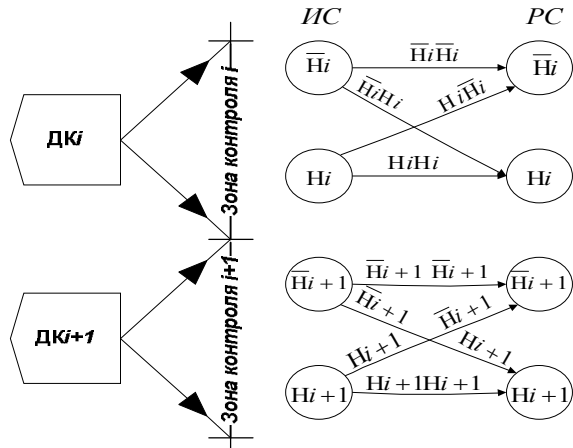 ИС РС
H̅i H̅iH̅i H̅i
H̅iHi HiH̅i
ДКi
Зона контроля i
Hi HiHi Hi
H̅i+1 H̅i+1 H̅i+1 H̅i+1
H̅i+1 H̅i+1
ДКi+1
Зона контроля i+1
Hi+1 Hi+1
Hi+1 Hi+1Hi+1 Hi+1